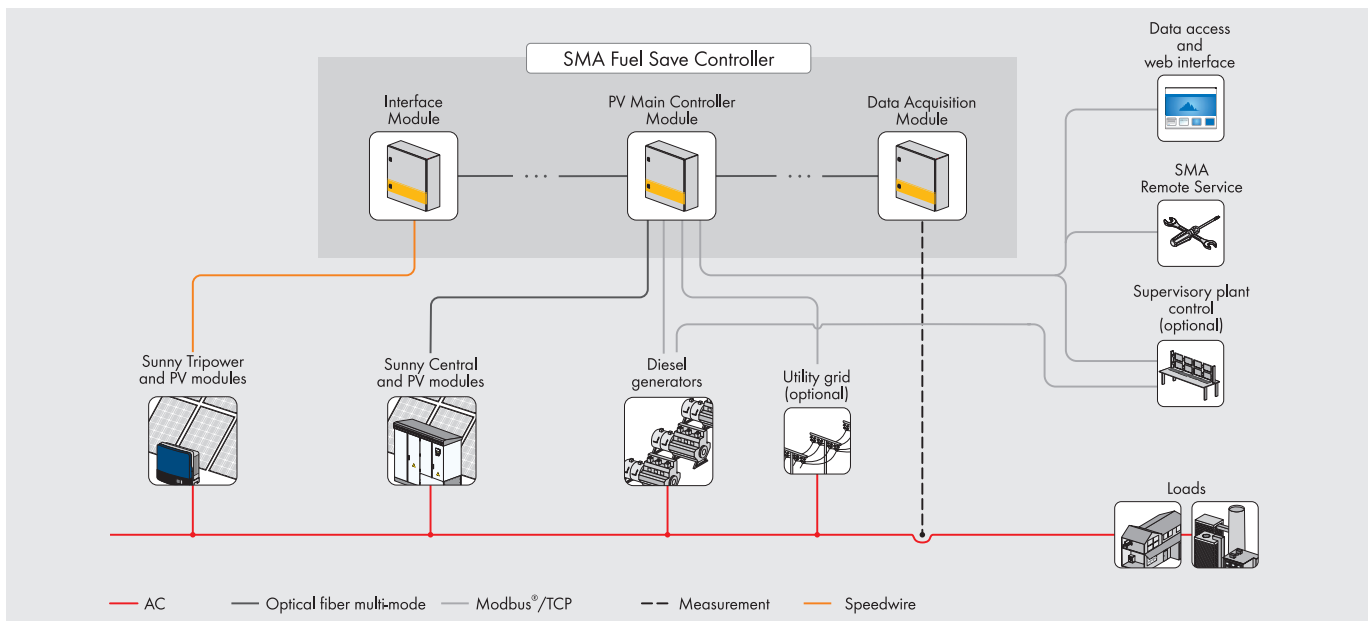 Data access
and
web interface
SMA Fuel Save Controller
Interface
Module
PV Main Controller
Module
Data Acquisition
Module
SMA
Remote Service
Supervisory plant
control
(optional)
Sunny Tripower
and PV modules
Sunny Central
and PV modules
Diesel
generators
Utility grid
(optional)
Loads
AC
Optical fiber multi-mode
Modbus®/TCP
Measurement
Speedwire